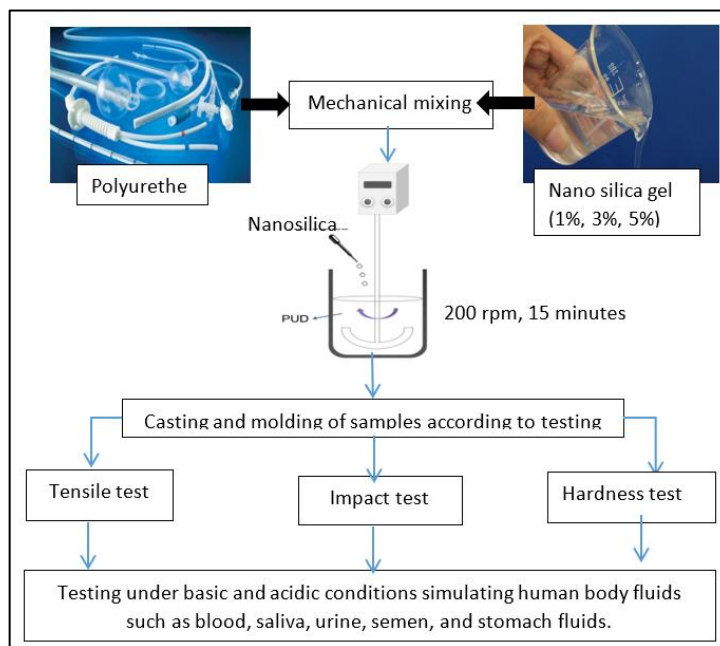 Mechanical mixing
Polyurethe
Nano silica gel
(1%, 3%, 5%)
Nanosilica
PUD
200 rpm, 15 minutes
Casting and molding of samples according to testing
Tensile test
Impact test
Hardness test
Testing under basic and acidic conditions simulating human body fluids
such as blood, saliva, urine, semen, and stomach fluids.